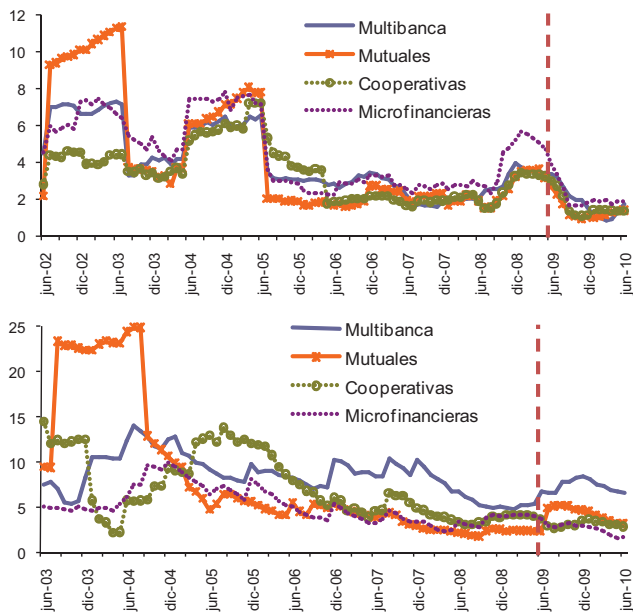 12
10
8
6
4
2
0
Multibanca
Mutuales
Cooperativas
Microfinancieras
jun-02
dic-02
jun-03
dic-03
jun-04
dic-04
jun-05
dic-05
jun-06
dic-06
jun-07
dic-07
jun-08
dic-08
jun-09
dic-09
jun-10
25
20
15
10
5
0
Multibanca
Mutuales
Cooperativas
Microfinancieras
jun-03
dic-03
jun-04
dic-04
jun-05
dic-05
jun-06
dic-06
jun-07
dic-07
jun-08
dic-08
jun-09
dic-09
jun-10